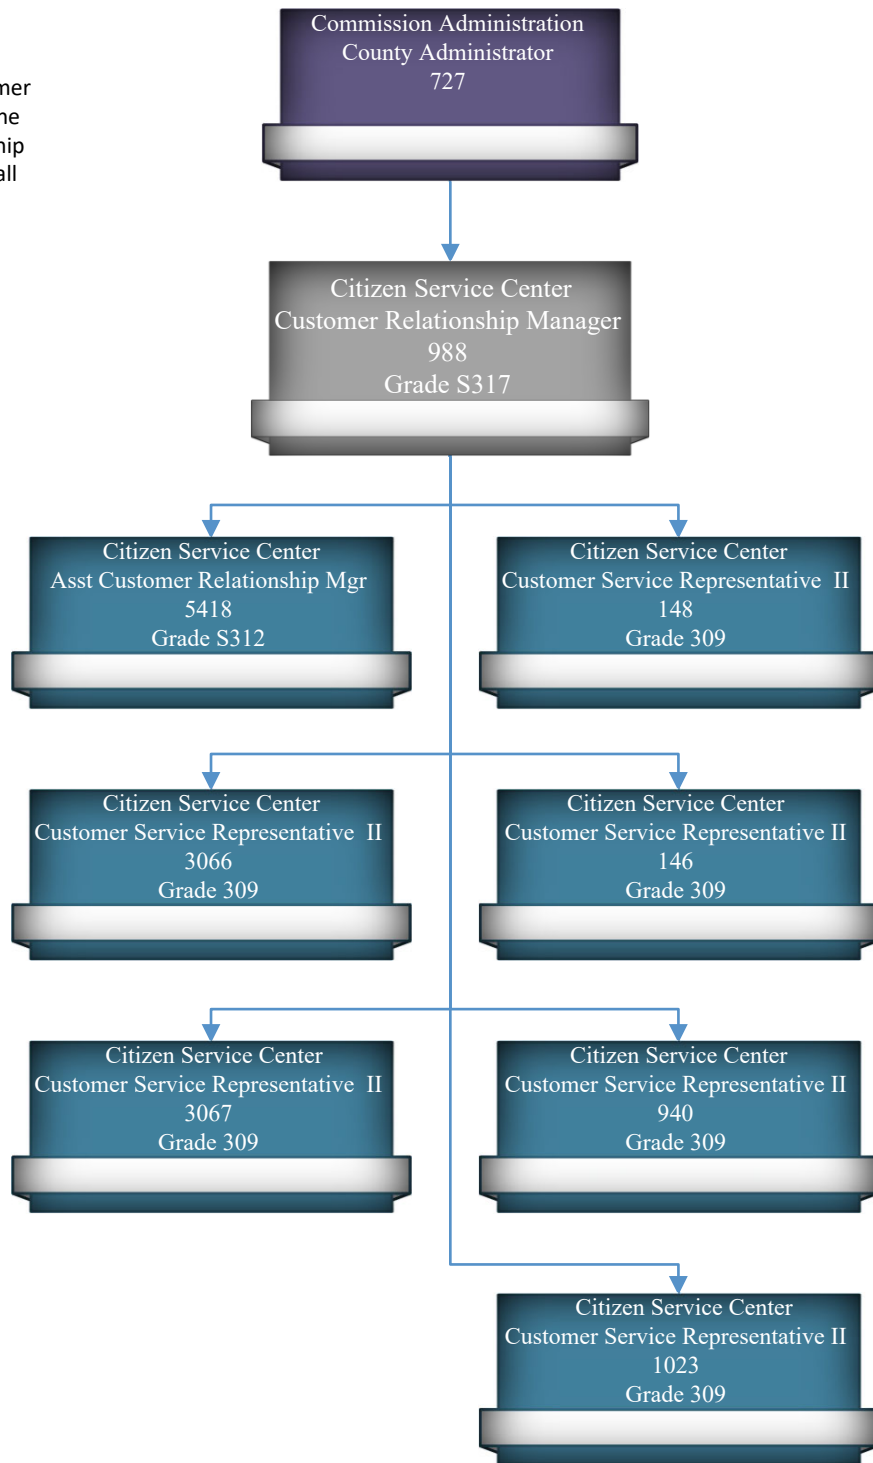 Commission Administration
County Administrator
727
Citizen Service Center
Customer Relationship Manager
988
Grade S317
Citizen Service Center
Asst Customer Relationship Mgr
5418
Grade S312
Citizen Service Center
Customer Service Representative II
148
Grade 309
Citizen Service Center
Customer Service Representative II
3066
Grade 309
Citizen Service Center
Customer Service Representative II
146
Grade 309
Citizen Service Center
Customer Service Representative II
3067
Grade 309
Citizen Service Center
Customer Service Representative II
940
Grade 309
Citizen Service Center
Customer Service Representative II
1023
Grade 309